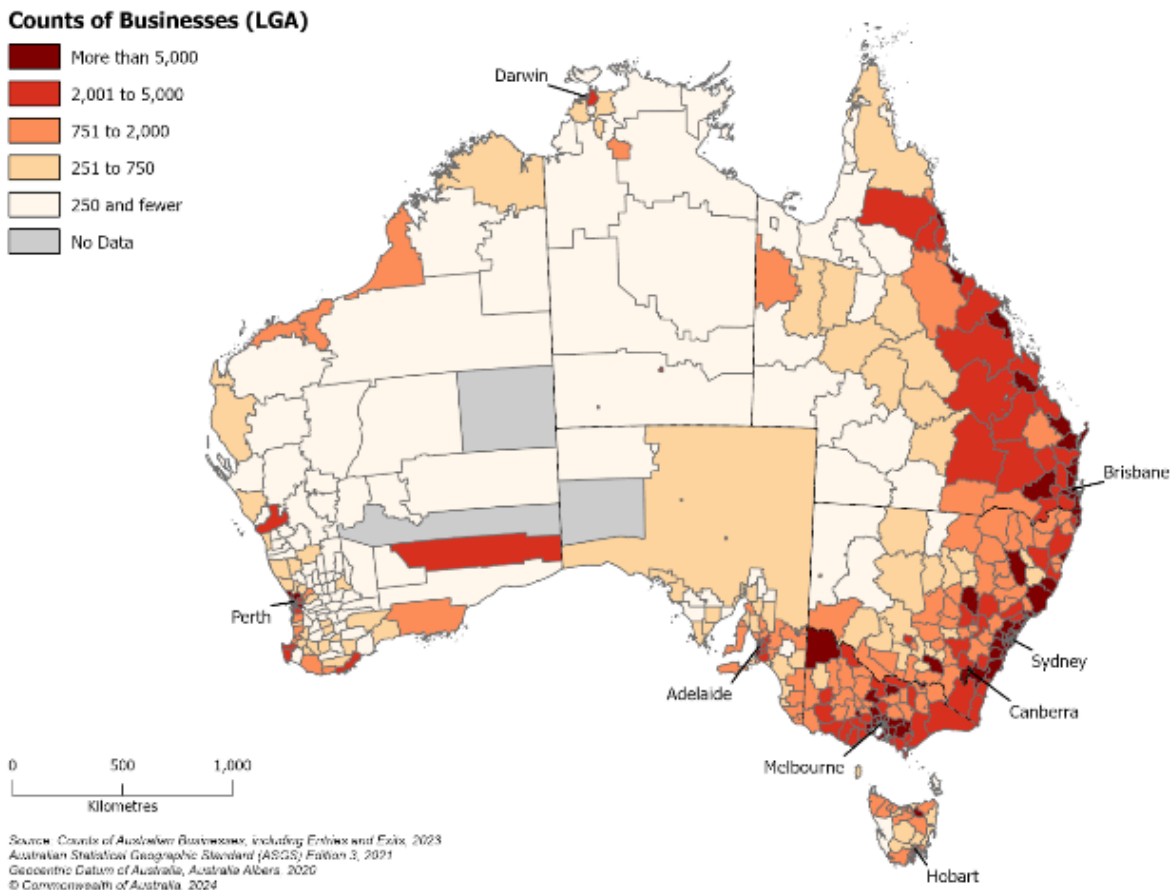 Counts of Businesses (LGA)
More than 5,000
2,001 to 5,000
751 to 2,000
251 to 750
250 and fewer
No Data
Darwin
Brisbane
Perth
Sydney
Adelaide
Canberra
Melbourne
Hobart
0 500 1,000
Kilometres
Source: Counts of Australian Businesses, including Entries and Exits, 2023
Australian Statistical Geographic Standard (ASGS) Edition 3, 2021
Geocentric Datum of Australia, Australia Albers, 2020
© Commonwealth of Australia, 2024